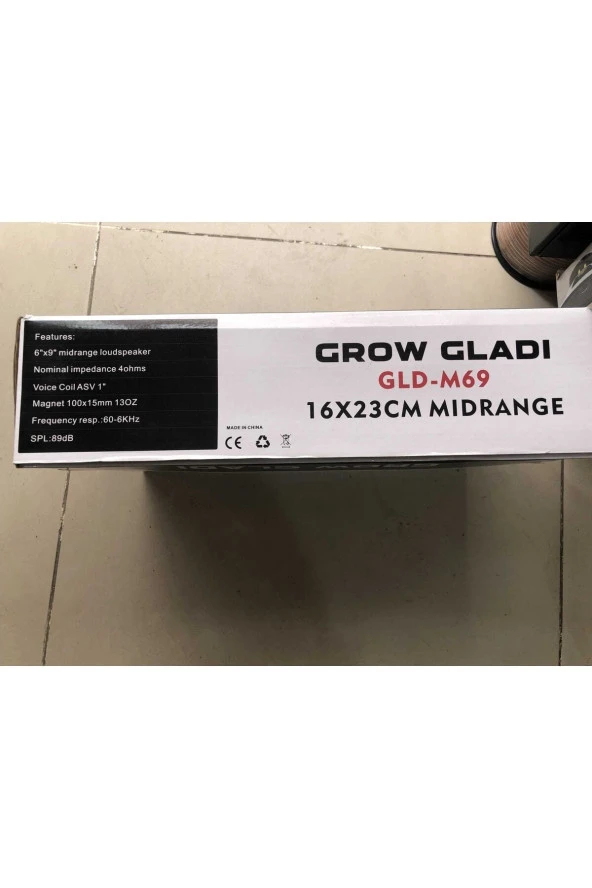 Features:
6"x9" midrange loudspeaker
Nominal impedance 4ohms
Voice Coil ASV 1"
Magnet 100x15mm 13OZ
Frequency resp.:60-6KHz
SPL:89dB
MADE IN CHINA
CE
GROW GLADI
GLD-M69
16X23CM MIDRANGE